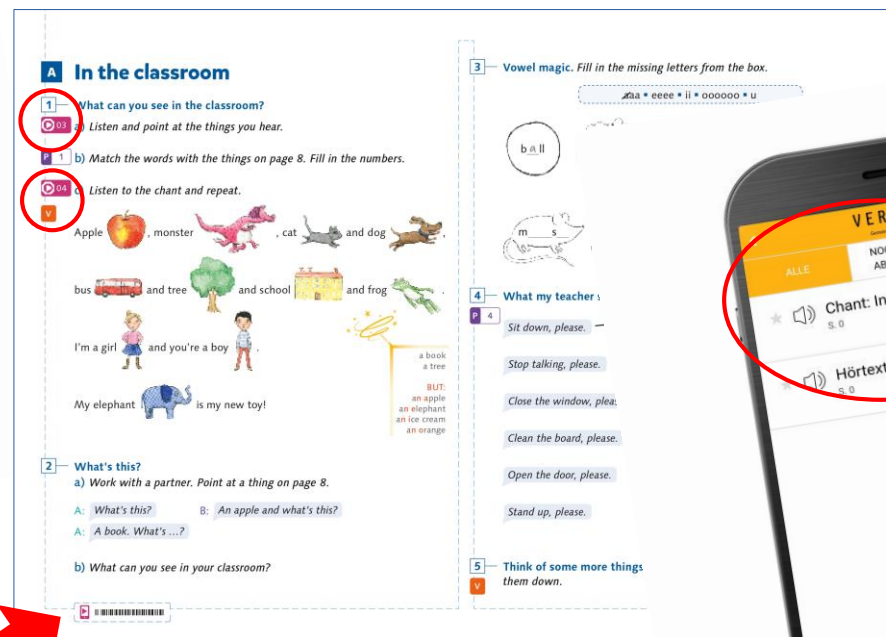 A In the classroom
1 What can you see in the classroom?
03 a) Listen and point at the things you hear.
P 1 b) Match the words with the things on page 8. Fill in the numbers.
04 c) Listen to the chant and repeat.
V
Apple , monster , cat and dog .
bus and tree and school and frog .
I'm a girl and you're a boy .
My elephant is my new toy!
a book
a tree
BUT:
an apple
an elephant
an ice cream
an orange
2 What's this?
a) Work with a partner. Point at a thing on page 8.
A: What's this? B: An apple and what's this?
A: A book. What's ...?
b) What can you see in your classroom?
3 Vowel magic. Fill in the missing letters from the box.
aaa • eeee • ii • oooooo • u
b a ll
m s
4 What my teacher
P 4
Sit down, please.
Stop talking, please.
Close the window, pleas
Clean the board, please.
Open the door, please.
Stand up, please.
5 Think of some more things
V them down.
VER
ALLE
NO
AB
Chant: In
S. 0
Hörtext
S. 0